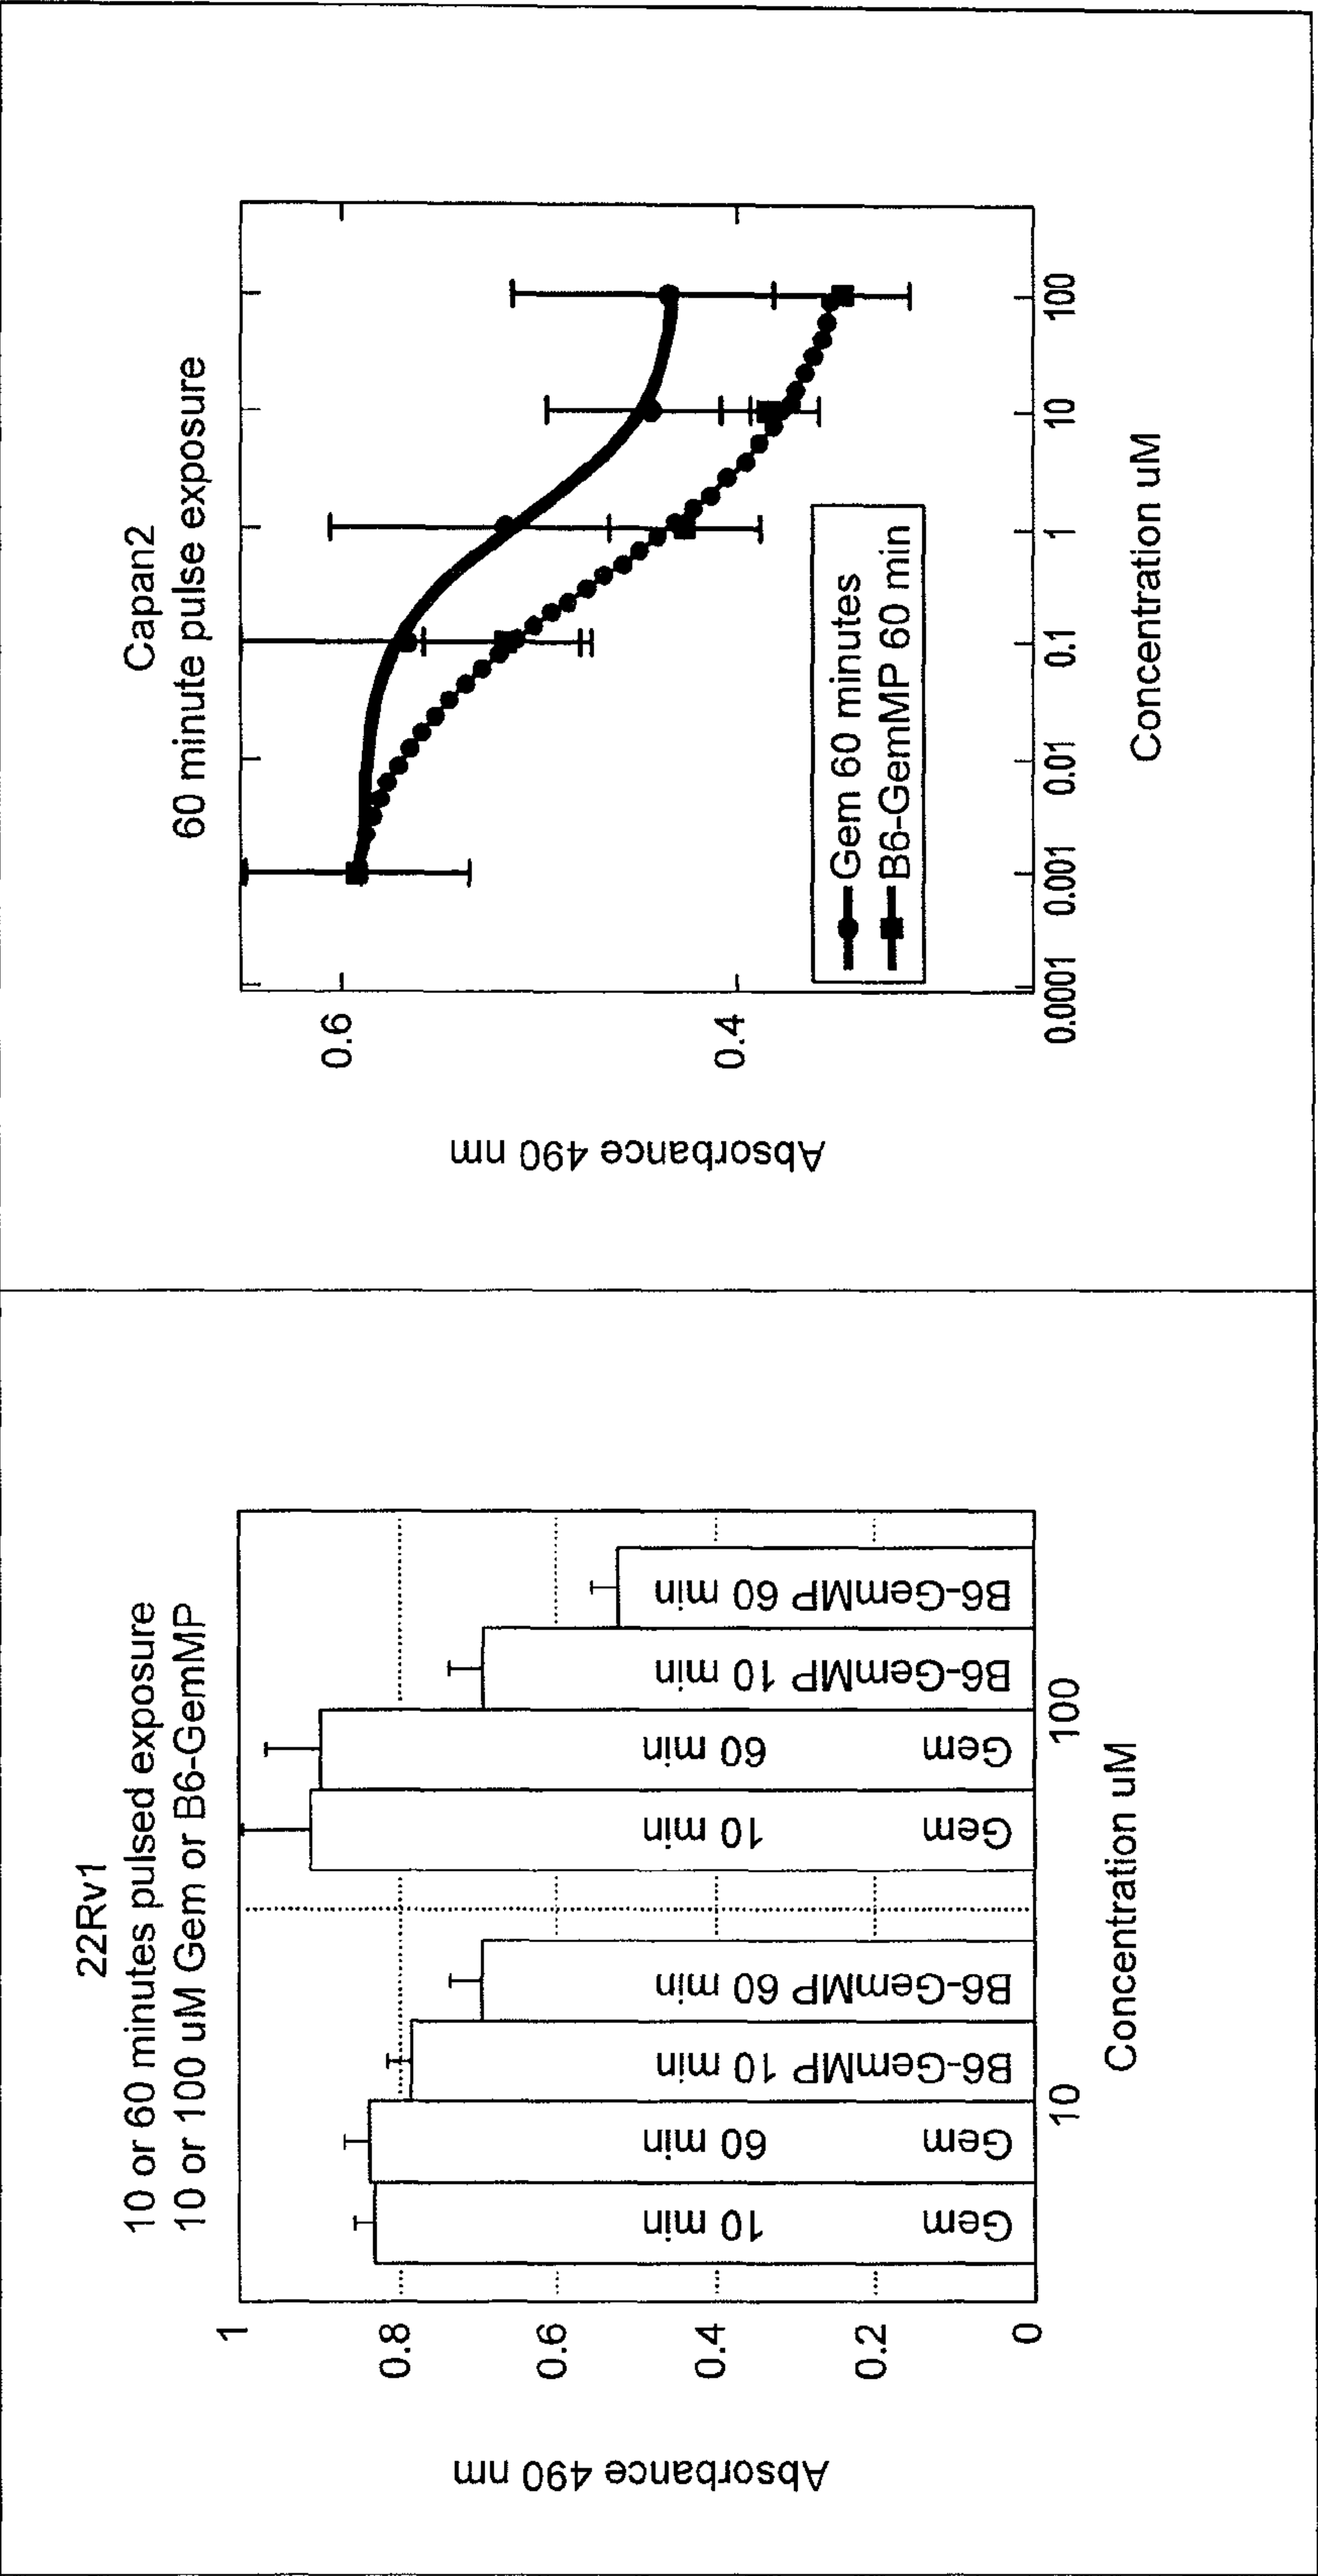 22Rv1
10 or 60 minutes pulsed exposure
10 or 100 uM Gem or B6-GemMP
Absorbance 490 nm
1
0.8
0.6
0.4
0.2
0
Gem 10 min
Gem 60 min
B6-GemMP 10 min
B6-GemMP 60 min
Gem 10 min
Gem 60 min
B6-GemMP 10 min
B6-GemMP 60 min
10
100
Concentration uM
Capan2
60 minute pulse exposure
Absorbance 490 nm
0.6
0.4
Gem 60 minutes
B6-GemMP 60 min
0.0001 0.001 0.01 0.1 1 10 100
Concentration uM